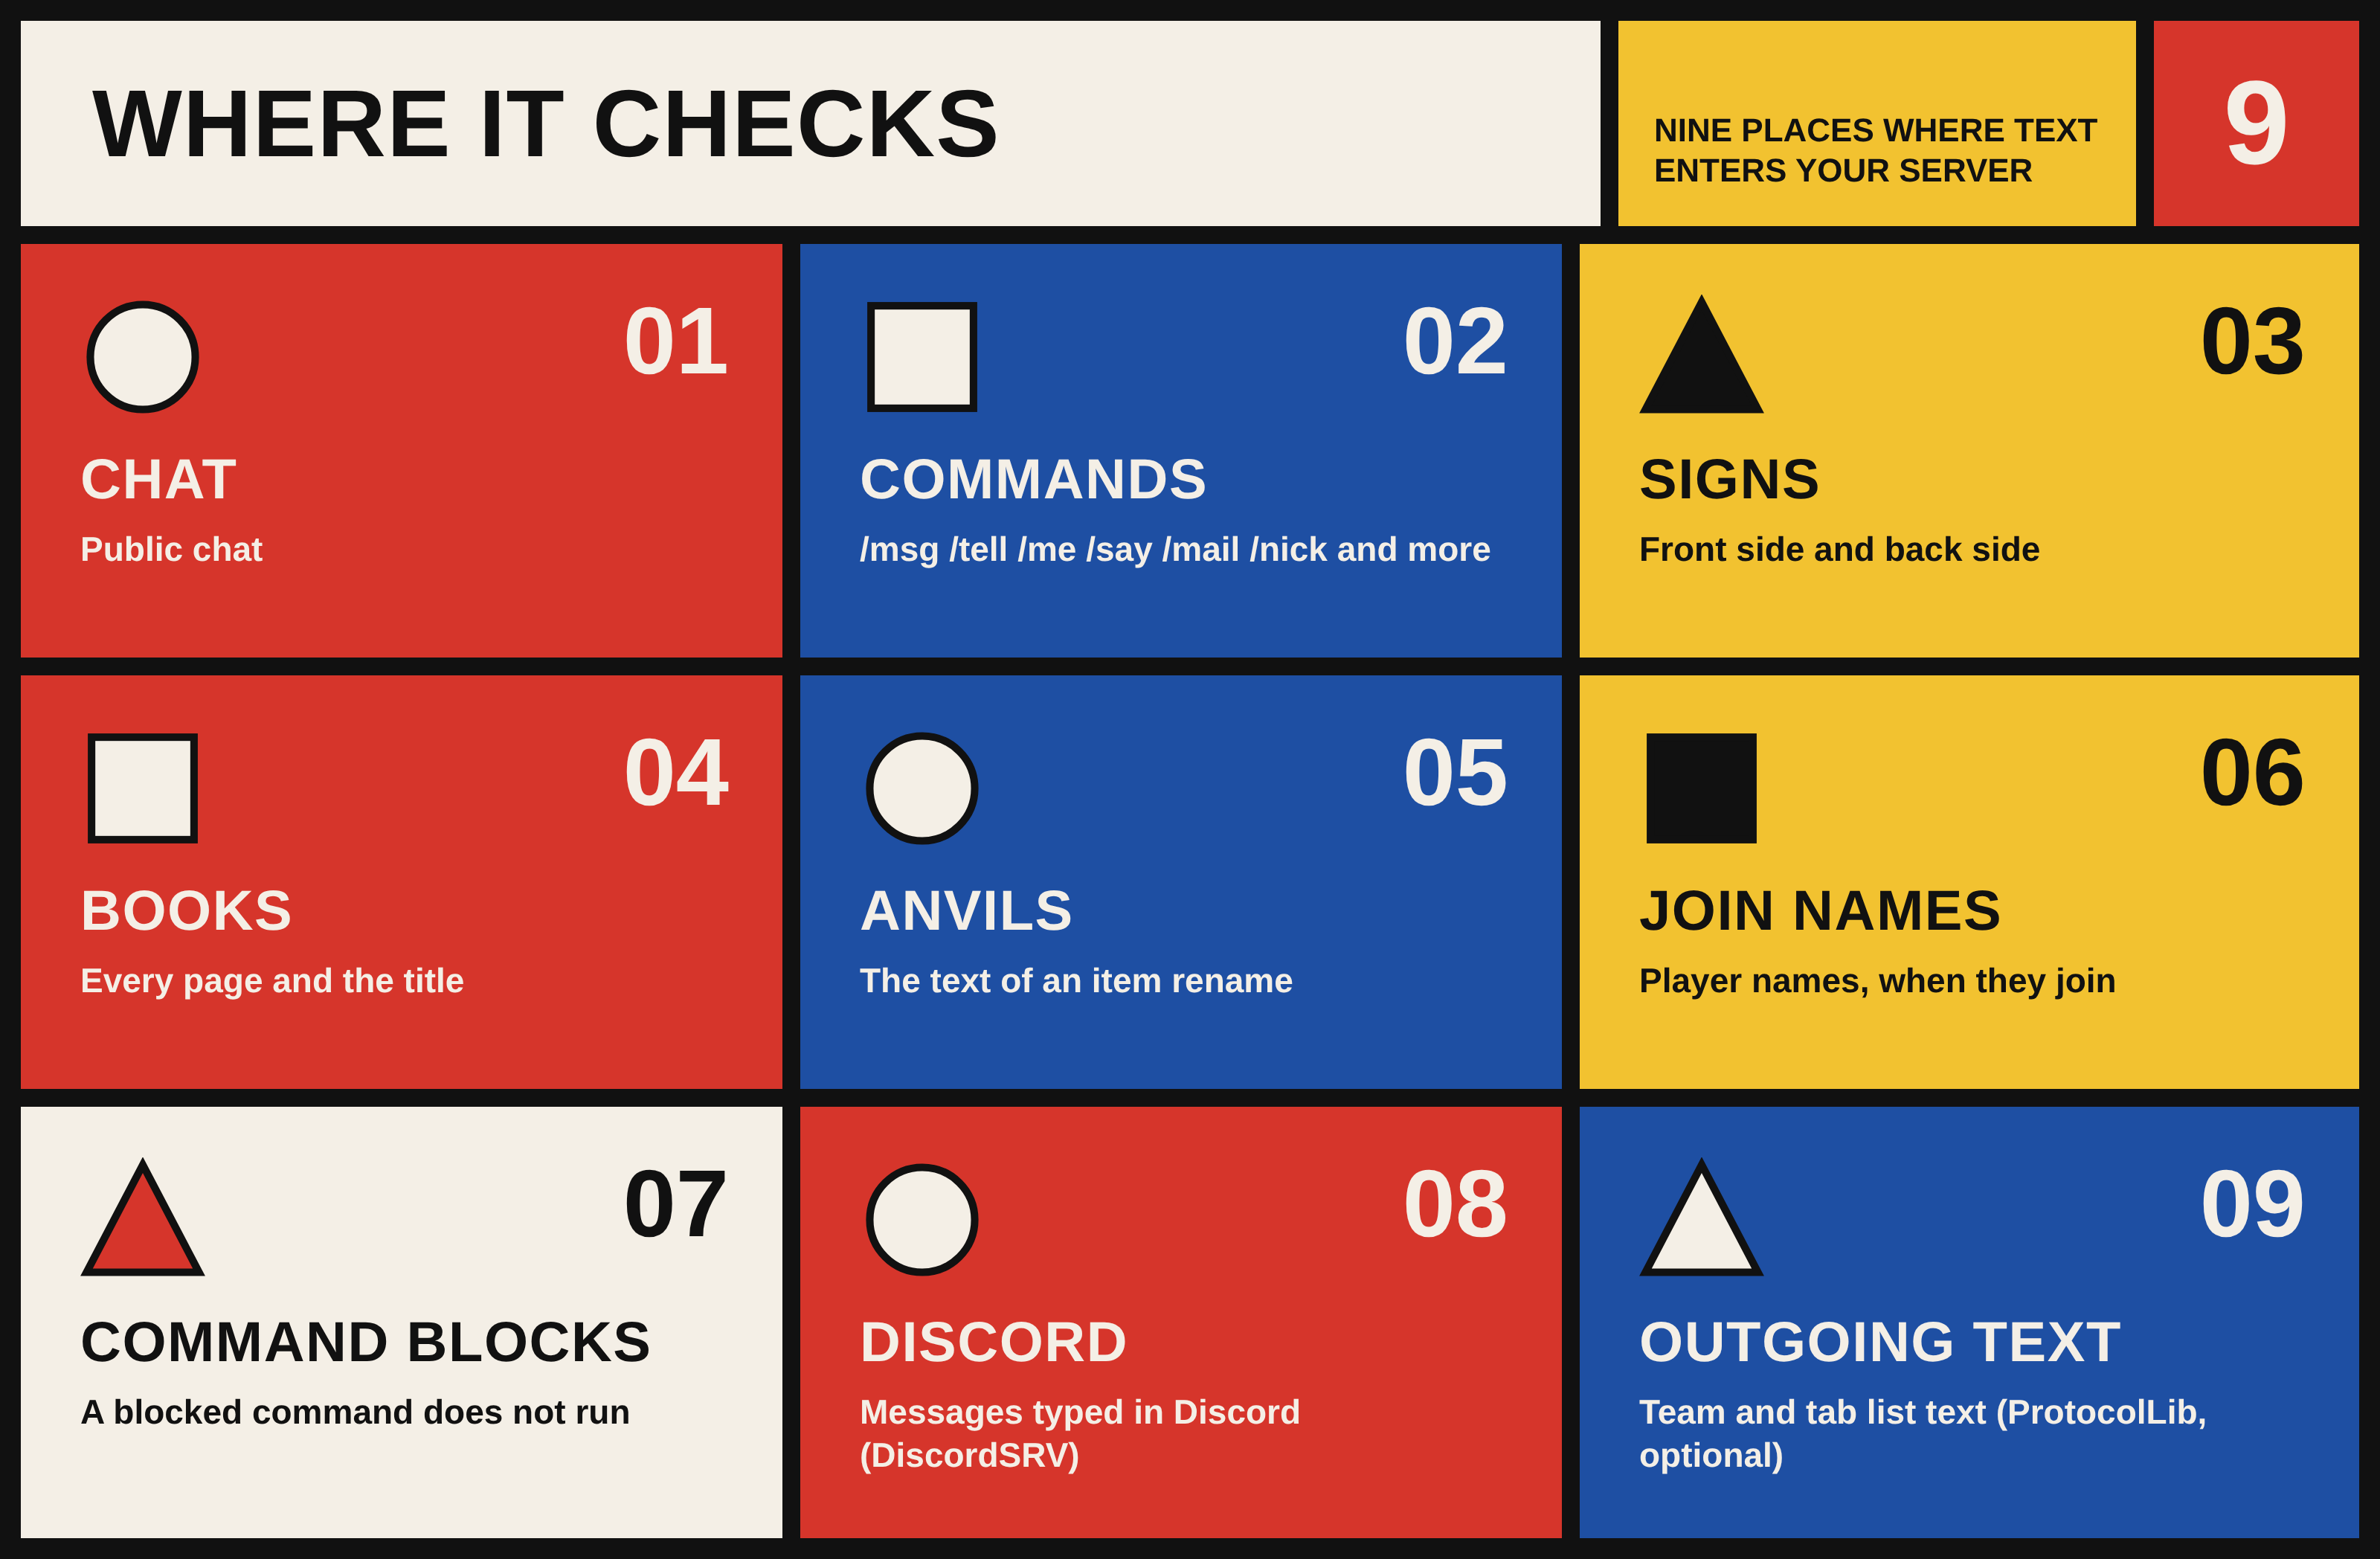 WHERE IT CHECKS
NINE PLACES WHERE TEXT
ENTERS YOUR SERVER
9
01
CHAT
Public chat
02
COMMANDS
/msg /tell /me /say /mail /nick and more
03
SIGNS
Front side and back side
04
BOOKS
Every page and the title
05
ANVILS
The text of an item rename
06
JOIN NAMES
Player names, when they join
07
COMMAND BLOCKS
A blocked command does not run
08
DISCORD
Messages typed in Discord
(DiscordSRV)
09
OUTGOING TEXT
Team and tab list text (ProtocolLib,
optional)